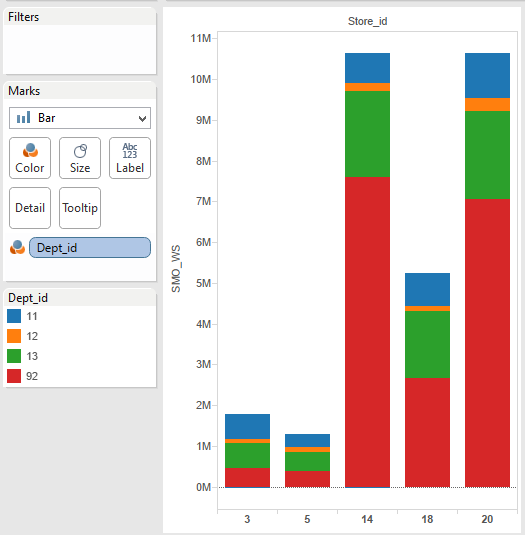 Filters
Marks
Bar
Color
Size
Abc
123
Label
Detail
Tooltip
Dept_id
Dept_id
11
12
13
92
Store_id
SMO_WS
11M
10M
9M
8M
7M
6M
5M
4M
3M
2M
1M
0M
3 5 14 18 20